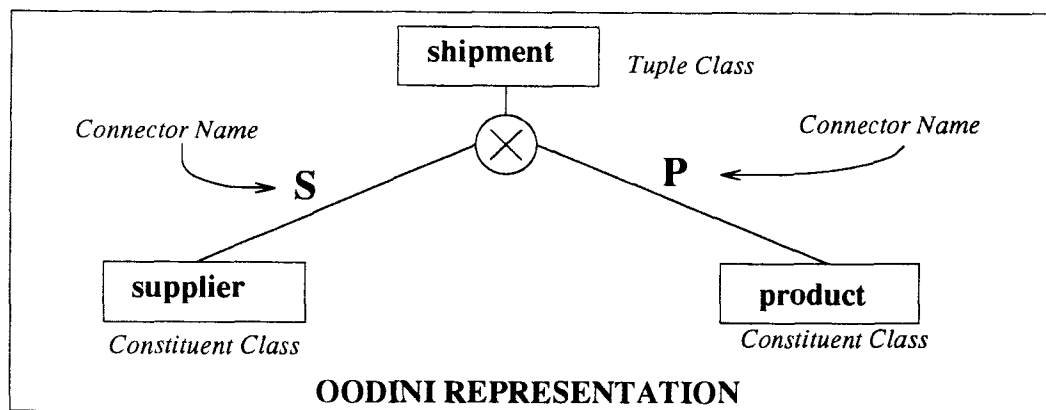 shipment
Tuple Class
Connector Name
Connector Name
S
P
supplier
product
Constituent Class
Constituent Class
OODINI REPRESENTATION